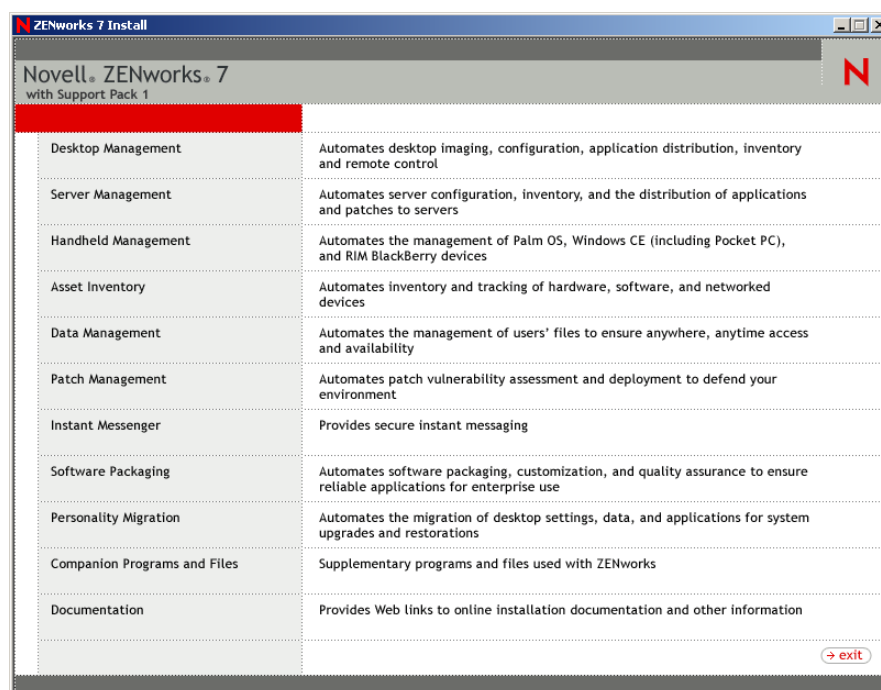 ZENworks 7 Install
Novell® ZENworks® 7
with Support Pack 1
N
Desktop Management
Automates desktop imaging, configuration, application distribution, inventory
and remote control
Server Management
Automates server configuration, inventory, and the distribution of applications
and patches to servers
Handheld Management
Automates the management of Palm OS, Windows CE (including Pocket PC),
and RIM BlackBerry devices
Asset Inventory
Automates inventory and tracking of hardware, software, and networked
devices
Data Management
Automates the management of users' files to ensure anywhere, anytime access
and availability
Patch Management
Automates patch vulnerability assessment and deployment to defend your
environment
Instant Messenger
Provides secure instant messaging
Software Packaging
Automates software packaging, customization, and quality assurance to ensure
reliable applications for enterprise use
Personality Migration
Automates the migration of desktop settings, data, and applications for system
upgrades and restorations
Companion Programs and Files
Supplementary programs and files used with ZENworks
Documentation
Provides Web links to online installation documentation and other information
→ exit